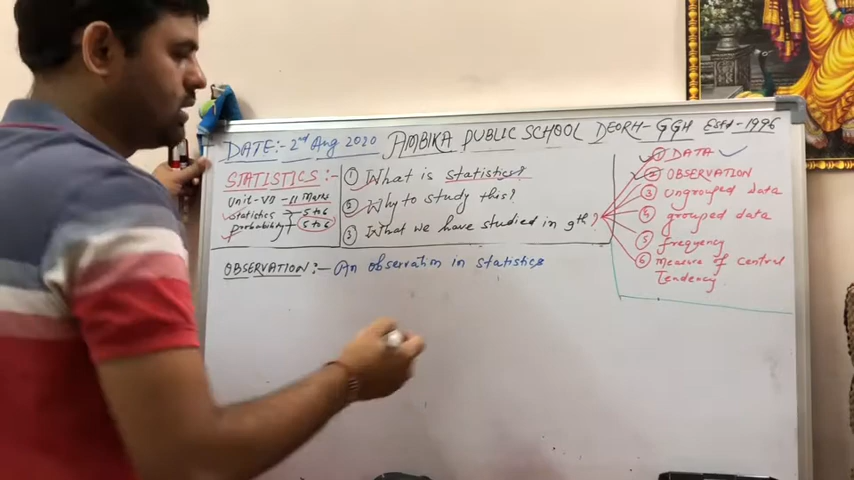 DATE:- 2nd Aug 2020 AMBIKA PUBLIC SCHOOL DEORH-GGH Estd-1996
STATISTICS:-
Unit-VII-11 Marks
Statistics → 5 to 6
probability → 5 to 6
① What is statistics?
② Why to study this?
③ What we have studied in 9th?
① DATA
② OBSERVATION
③ Ungrouped data
④ grouped data
⑤ frequency
⑥ Measure of central
Tendency
OBSERVATION:- An observation in statistics